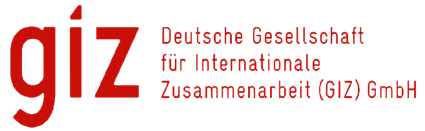 giz
Deutsche Gesellschaft
für Internationale
Zusammenarbeit (GIZ) GmbH